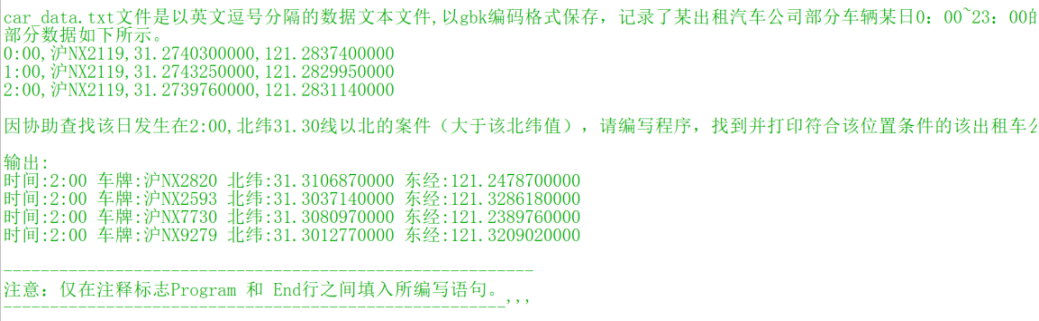 car_data.txt文件是以英文逗号分隔的数据文本文件,以gbk编码格式保存，记录了某出租汽车公司部分车辆某日0：00~23：00的
部分数据如下所示。
0:00,沪NX2119,31.2740300000,121.2837400000
1:00,沪NX2119,31.2743250000,121.2829950000
2:00,沪NX2119,31.2739760000,121.2831140000
因协助查找该日发生在2:00,北纬31.30线以北的案件（大于该北纬值），请编写程序，找到并打印符合该位置条件的该出租车公
输出:
时间:2:00 车牌:沪NX2820 北纬:31.3106870000 东经:121.2478700000
时间:2:00 车牌:沪NX2593 北纬:31.3037140000 东经:121.3286180000
时间:2:00 车牌:沪NX7730 北纬:31.3080970000 东经:121.2389760000
时间:2:00 车牌:沪NX9279 北纬:31.3012770000 东经:121.3209020000
----------------------------------------------------------
注意：仅在注释标志Program 和 End行之间填入所编写语句。
-------------------------------------------------------'''